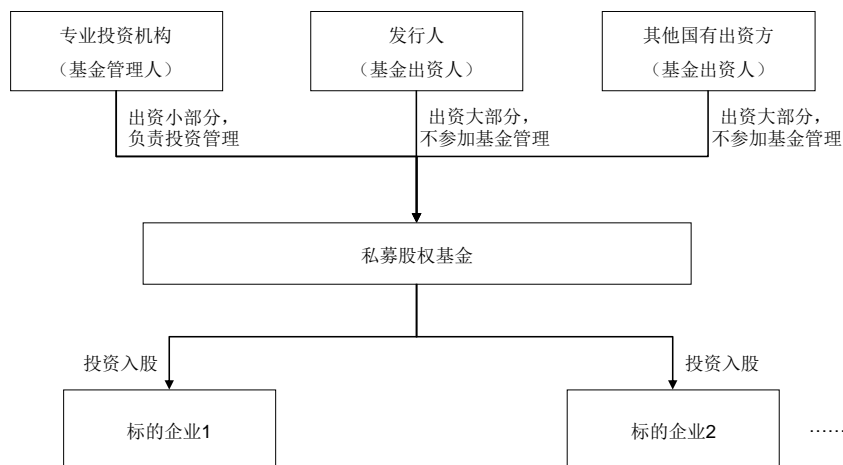 专业投资机构
（基金管理人）
发行人
（基金出资人）
其他国有出资方
（基金出资人）
出资小部分，
负责投资管理
出资大部分，
不参加基金管理
出资大部分，
不参加基金管理
私募股权基金
投资入股
投资入股
标的企业1
标的企业2
……